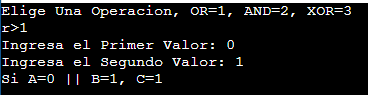 Elige Una Operacion, OR=1, AND=2, XOR=3
r>1
Ingresa el Primer Valor: 0
Ingresa el Segundo Valor: 1
Si A=0 || B=1, C=1